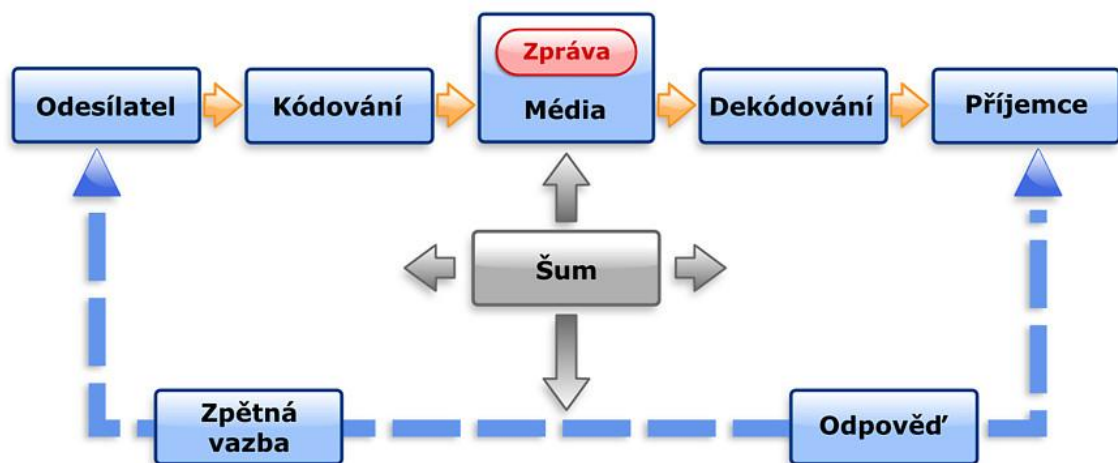 Zpráva
Odesílatel
Kódování
Média
Dekódování
Příjemce
Šum
Zpětná
vazba
Odpověď